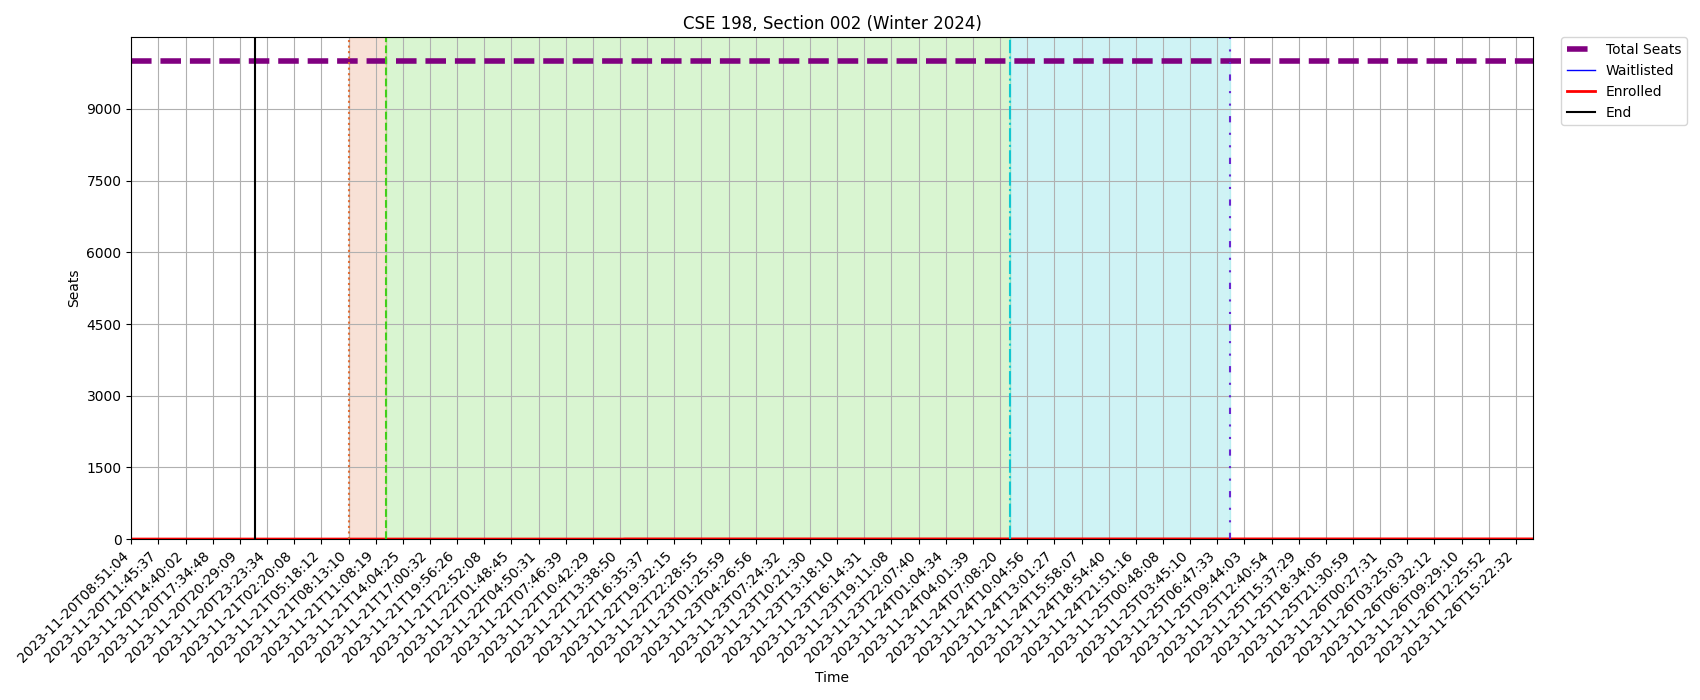 CSE 198, Section 002 (Winter 2024)
Total Seats
Waitlisted
Enrolled
End
Seats
9000
7500
6000
4500
3000
1500
0
2023-11-20T08:51:04
2023-11-20T11:45:37
2023-11-20T14:40:02
2023-11-20T17:34:48
2023-11-20T20:29:09
2023-11-20T23:23:34
2023-11-21T02:20:08
2023-11-21T05:18:12
2023-11-21T08:13:10
2023-11-21T11:08:19
2023-11-21T14:04:25
2023-11-21T17:00:32
2023-11-21T19:56:26
2023-11-21T22:52:08
2023-11-22T01:48:45
2023-11-22T04:50:31
2023-11-22T07:46:39
2023-11-22T10:42:29
2023-11-22T13:38:50
2023-11-22T16:35:37
2023-11-22T19:32:15
2023-11-22T22:28:55
2023-11-23T01:25:59
2023-11-23T04:26:56
2023-11-23T07:24:32
2023-11-23T10:21:30
2023-11-23T13:18:10
2023-11-23T16:14:31
2023-11-23T19:11:08
2023-11-23T22:07:40
2023-11-24T01:04:34
2023-11-24T04:01:39
2023-11-24T07:08:20
2023-11-24T10:04:56
2023-11-24T13:01:27
2023-11-24T15:58:07
2023-11-24T18:54:40
2023-11-24T21:51:16
2023-11-25T00:48:08
2023-11-25T03:45:10
2023-11-25T06:47:33
2023-11-25T09:44:03
2023-11-25T12:40:54
2023-11-25T15:37:29
2023-11-25T18:34:05
2023-11-25T21:30:59
2023-11-26T00:27:31
2023-11-26T03:25:03
2023-11-26T06:32:12
2023-11-26T09:29:10
2023-11-26T12:25:52
2023-11-26T15:22:32
Time